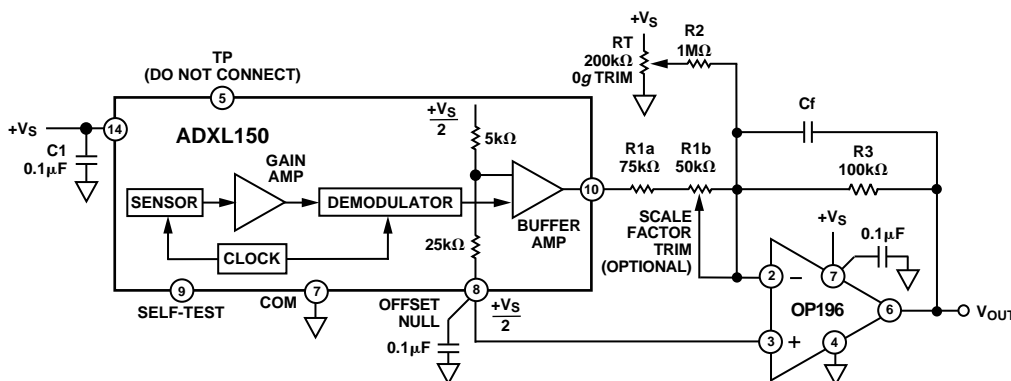 +VS
RT
200kΩ
0g TRIM
R2
1MΩ
TP
(DO NOT CONNECT)
5
+VS
14
C1
0.1µF
ADXL150
+VS
2
5kΩ
GAIN
AMP
SENSOR
DEMODULATOR
CLOCK
25kΩ
BUFFER
AMP
10
R1a
75kΩ
R1b
50kΩ
SCALE
FACTOR
TRIM
(OPTIONAL)
Cf
R3
100kΩ
+VS
0.1µF
2
−
7
OP196
6
VOUT
3
+
4
9
SELF-TEST
COM
7
8
OFFSET
NULL
+VS
2
0.1µF